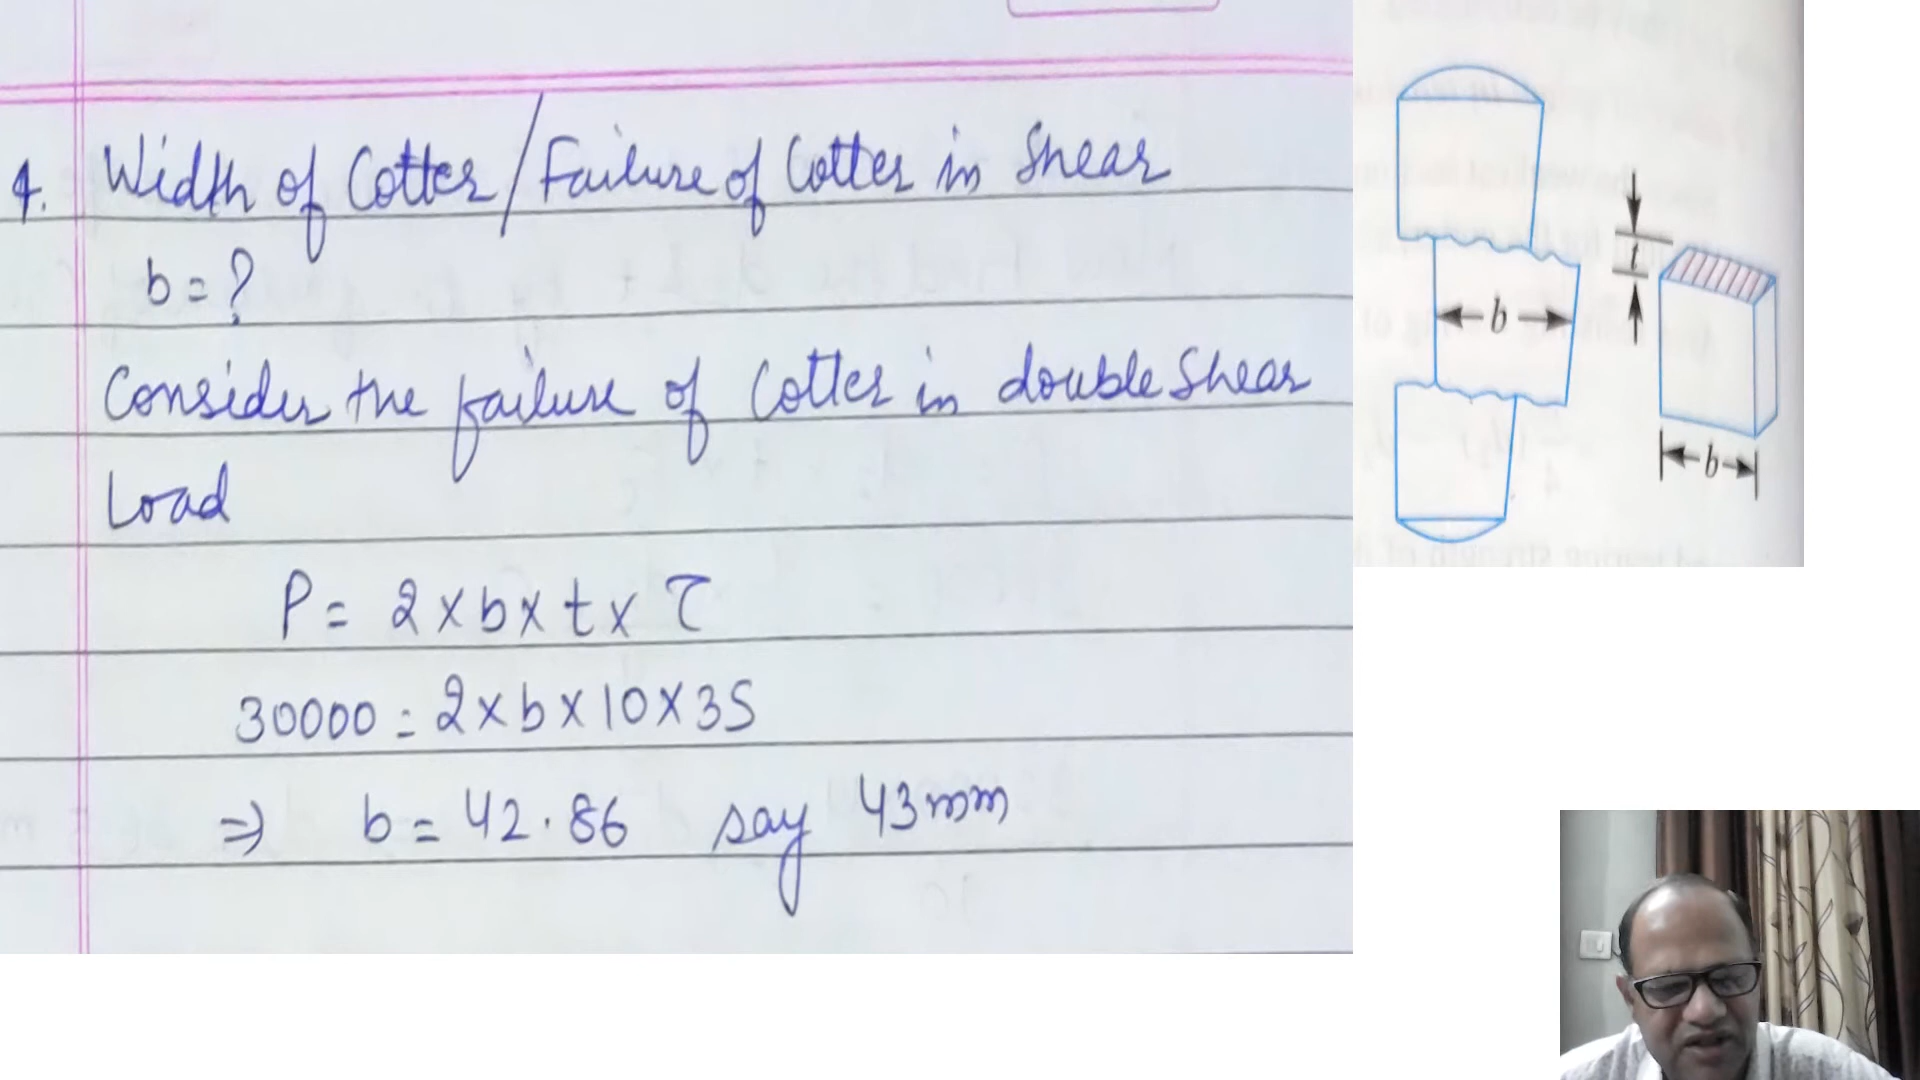 4. Width of Cotter/Failure of Cotter in Shear
b = ?
Consider the failure of Cotter in double Shear
Load
P = 2 × b × t × τ
30000 = 2 × b × 10 × 35
⇒ b = 42.86 say 43mm
t
b
b